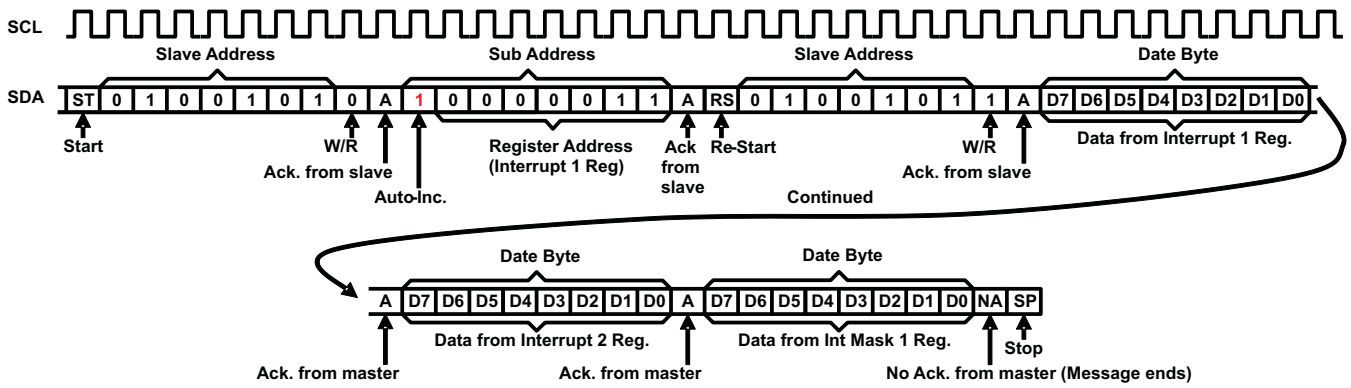 SCL
Slave Address Sub Address Slave Address Date Byte
SDA ST 0 1 0 0 1 0 1 0 A 1 0 0 0 0 0 1 1 A RS 0 1 0 0 1 0 1 1 A D7 D6 D5 D4 D3 D2 D1 D0
Start
W/R
Ack. from slave
Auto-Inc.
Register Address
(Interrupt 1 Reg)
Ack
from
slave
Re-Start
W/R
Ack. from slave
Data from Interrupt 1 Reg.
Continued
Date Byte Date Byte
A D7 D6 D5 D4 D3 D2 D1 D0 A D7 D6 D5 D4 D3 D2 D1 D0 NA SP
Data from Interrupt 2 Reg. Data from Int Mask 1 Reg.
Stop
Ack. from master Ack. from master No Ack. from master (Message ends)